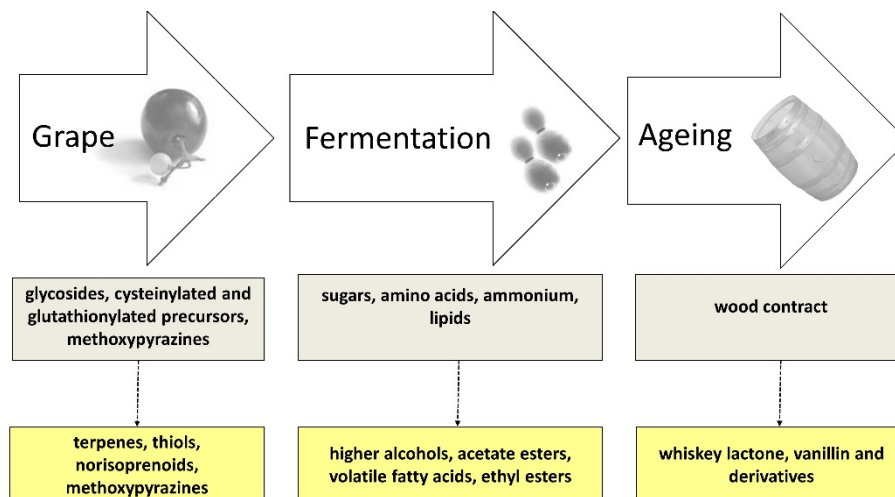 Grape
Fermentation
Ageing
glycosides, cysteinylated and
glutathionylated precursors,
methoxypyrazines
sugars, amino acids, ammonium,
lipids
wood contract
terpenes, thiols,
norisoprenoids,
methoxypyrazines
higher alcohols, acetate esters,
volatile fatty acids, ethyl esters
whiskey lactone, vanillin and
derivatives